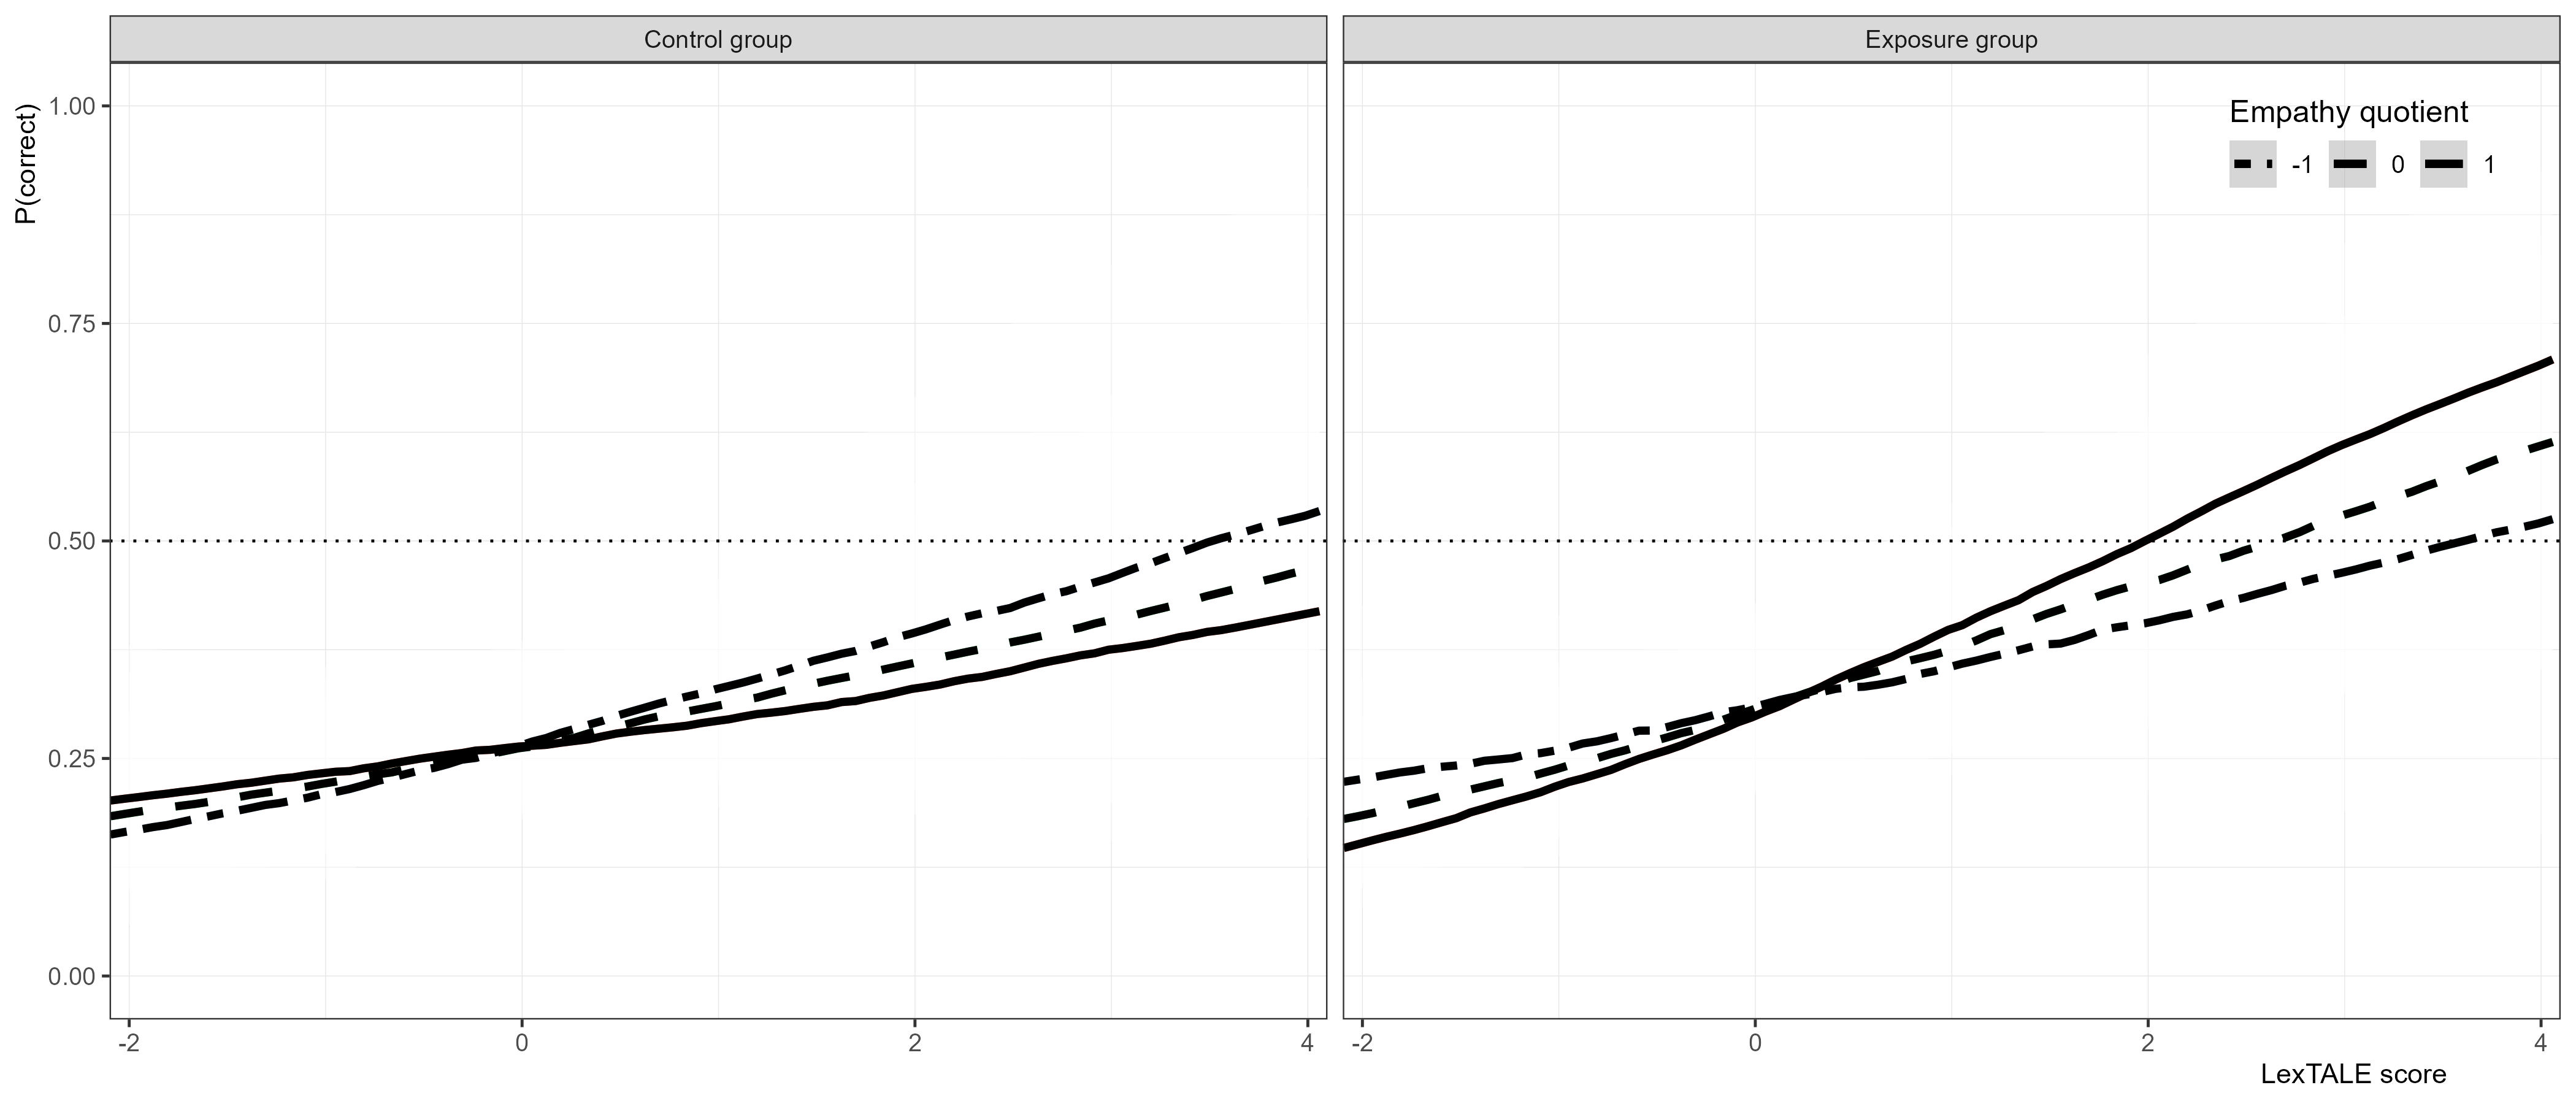 Control group
Exposure group
P(correct)
1.00
0.75
0.50
0.25
0.00
Empathy quotient
-1 0 1
-2 0 2 4
-2 0 2 4
LexTALE score